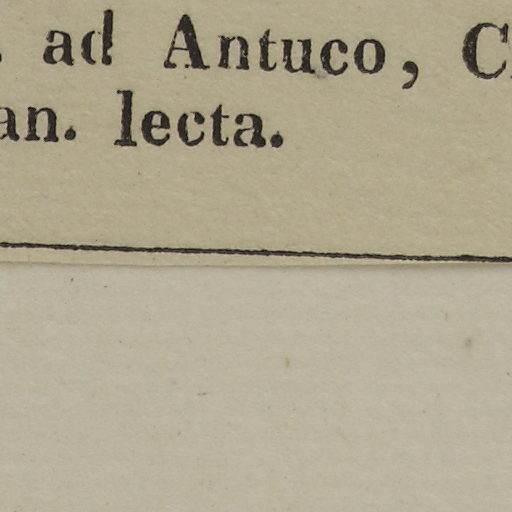 . ad Antuco, C
an. lecta.